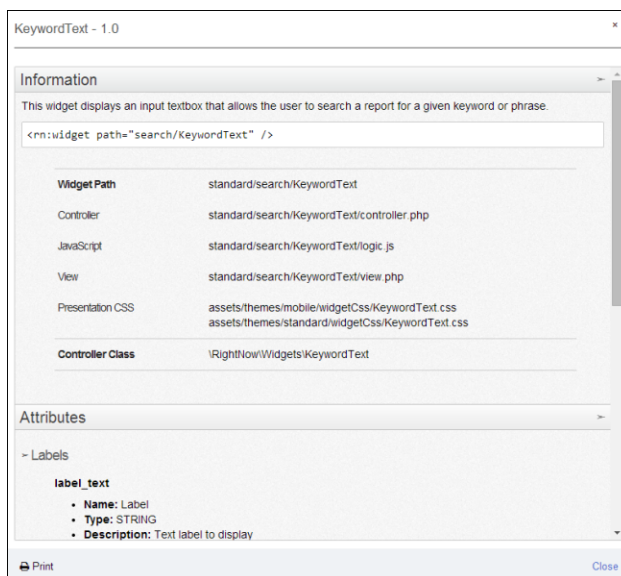 KeywordText - 1.0
Information
This widget displays an input textbox that allows the user to search a report for a given keyword or phrase.
<rn:widget path="search/KeywordText" />
Widget Path standard/search/KeywordText
Controller standard/search/KeywordText/controller.php
JavaScript standard/search/KeywordText/logic.js
View standard/search/KeywordText/view.php
Presentation CSS assets/themes/mobile/widgetCss/KeywordText.css
assets/themes/standard/widgetCss/KeywordText.css
Controller Class \RightNow\Widgets\KeywordText
Attributes
Labels
label_text
• Name: Label
• Type: STRING
• Description: Text label to display
Print Close